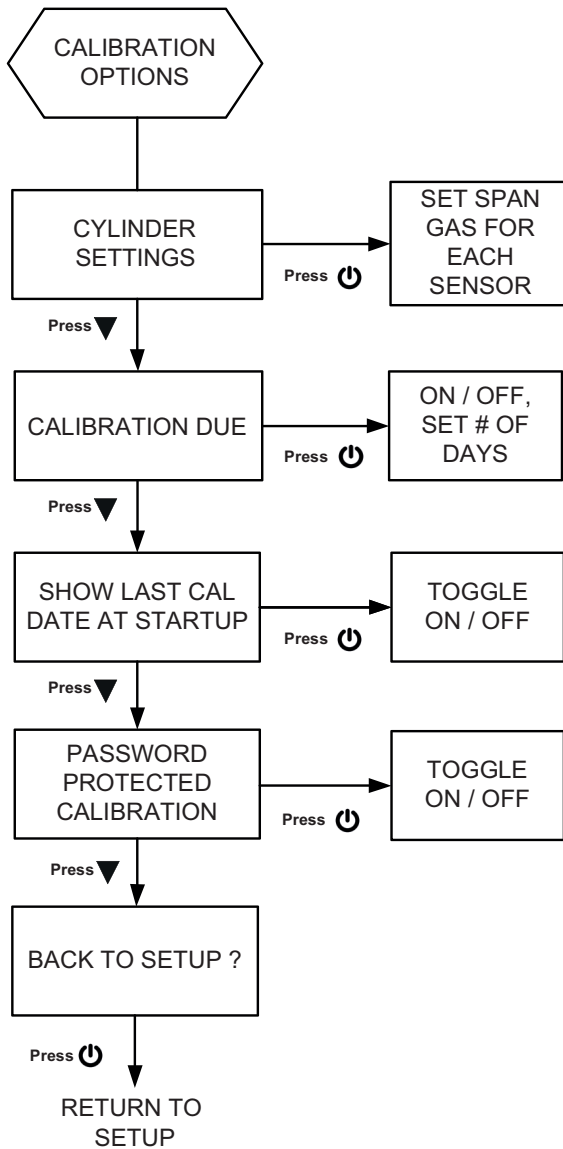 CALIBRATION
OPTIONS
CYLINDER
SETTINGS
Press
SET SPAN
GAS FOR
EACH
SENSOR
Press
CALIBRATION DUE
Press
ON / OFF,
SET # OF
DAYS
Press
SHOW LAST CAL
DATE AT STARTUP
Press
TOGGLE
ON / OFF
Press
PASSWORD
PROTECTED
CALIBRATION
Press
TOGGLE
ON / OFF
Press
BACK TO SETUP ?
Press
RETURN TO
SETUP